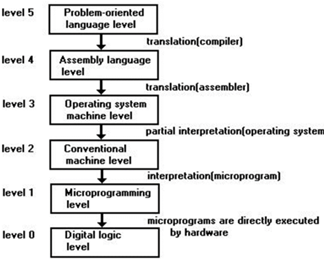 level 5
Problem-oriented
language level
translation(compiler)
level 4
Assembly language
level
translation(assembler)
level 3
Operating system
machine level
partial interpretation(operating system
level 2
Conventional
machine level
interpretation(microprogram)
level 1
Microprogramming
level
microprograms are directly executed
by hardware
level 0
Digital logic
level